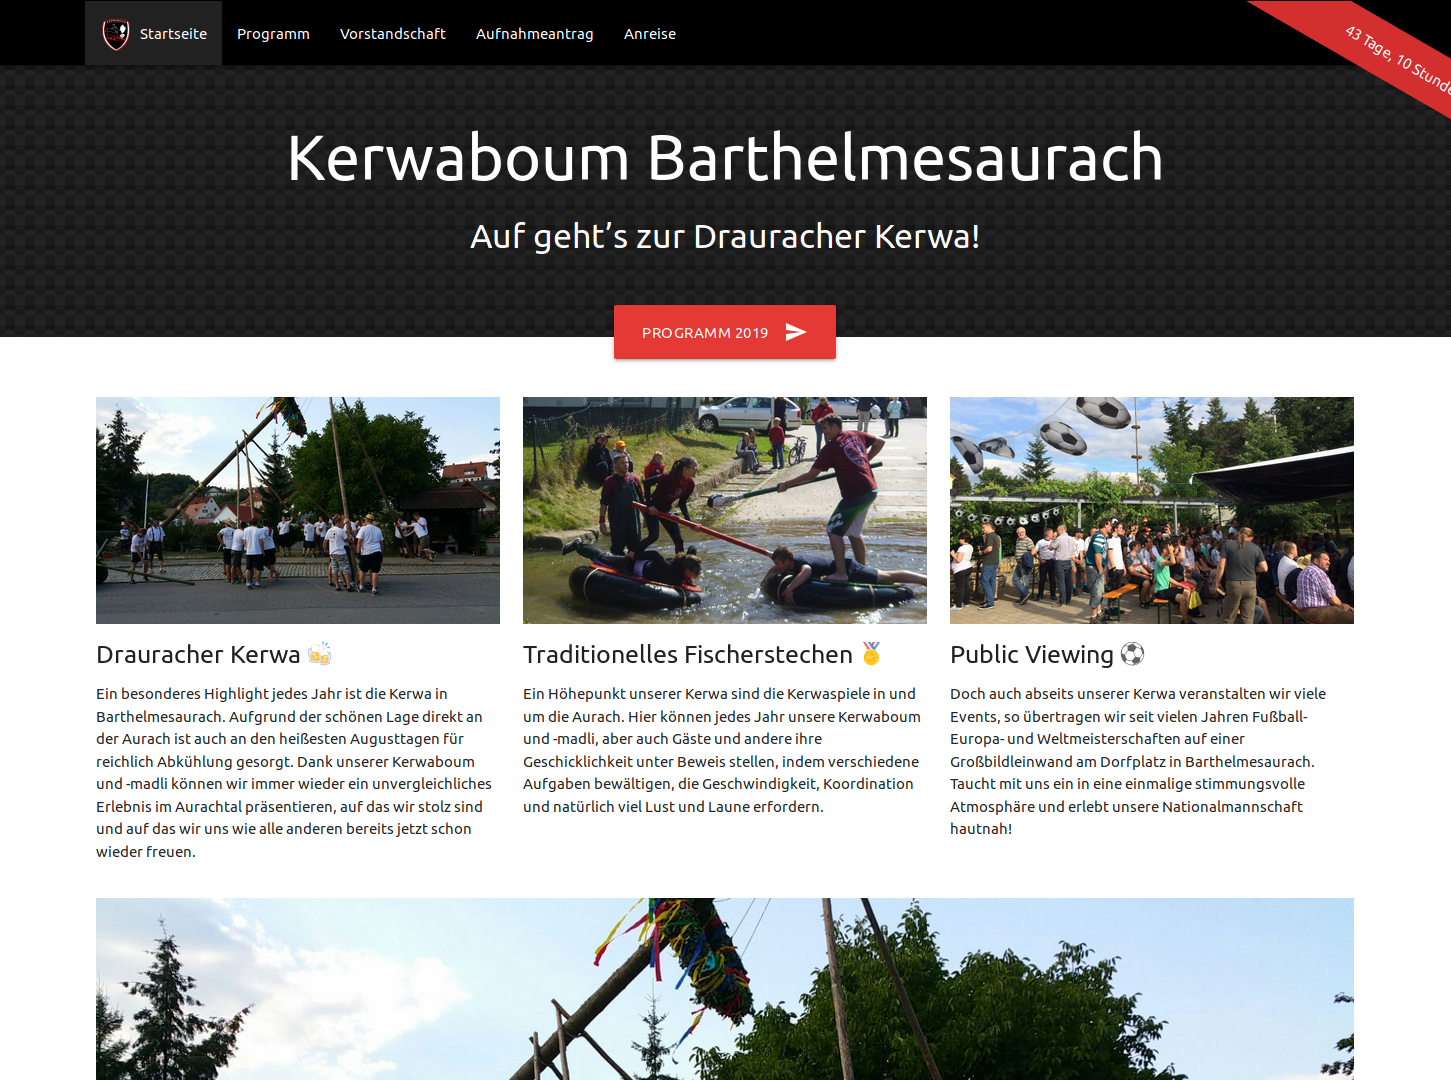 Startseite
Programm
Vorstandschaft
Aufnahmeantrag
Anreise
43 Tage, 10
Kerwaboum Barthelmesaurach
Auf geht’s zur Drauracher Kerwa!
PROGRAMM 2019
Drauracher Kerwa 🍻
Ein besonderes Highlight jedes Jahr ist die Kerwa in
Barthelmesaurach. Aufgrund der schönen Lage direkt an
der Aurach ist auch an den heißesten Augusttagen für
reichlich Abkühlung gesorgt. Dank unserer Kerwaboum
und -madli können wir immer wieder ein unvergleichliches
Erlebnis im Aurachtal präsentieren, auf das wir stolz sind
und auf das wir uns wie alle anderen bereits jetzt schon
wieder freuen.
Traditionelles Fischerstechen 🏅
Ein Höhepunkt unserer Kerwa sind die Kerwaspiele in und
um die Aurach. Hier können jedes Jahr unsere Kerwaboum
und -madli, aber auch Gäste und andere ihre
Geschicklichkeit unter Beweis stellen, indem verschiedene
Aufgaben bewältigen, die Geschwindigkeit, Koordination
und natürlich viel Lust und Laune erfordern.
Public Viewing ⚽
Doch auch abseits unserer Kerwa veranstalten wir viele
Events, so übertragen wir seit vielen Jahren Fußball-
Europa- und Weltmeisterschaften auf einer
Großbildleinwand am Dorfplatz in Barthelmesaurach.
Taucht mit uns ein in eine einmalige stimmungsvolle
Atmosphäre und erlebt unsere Nationalmannschaft
hautnah!